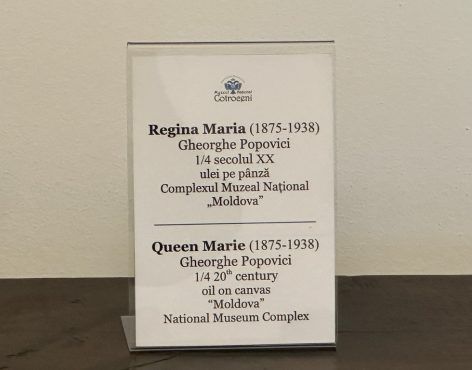 Muzeul Național
Cotroceni
Regina Maria (1875-1938)
Gheorghe Popovici
1/4 secolul XX
ulei pe pânză
Complexul Muzeal Național
„Moldova”
Queen Marie (1875-1938)
Gheorghe Popovici
1/4 20th century
oil on canvas
“Moldova”
National Museum Complex